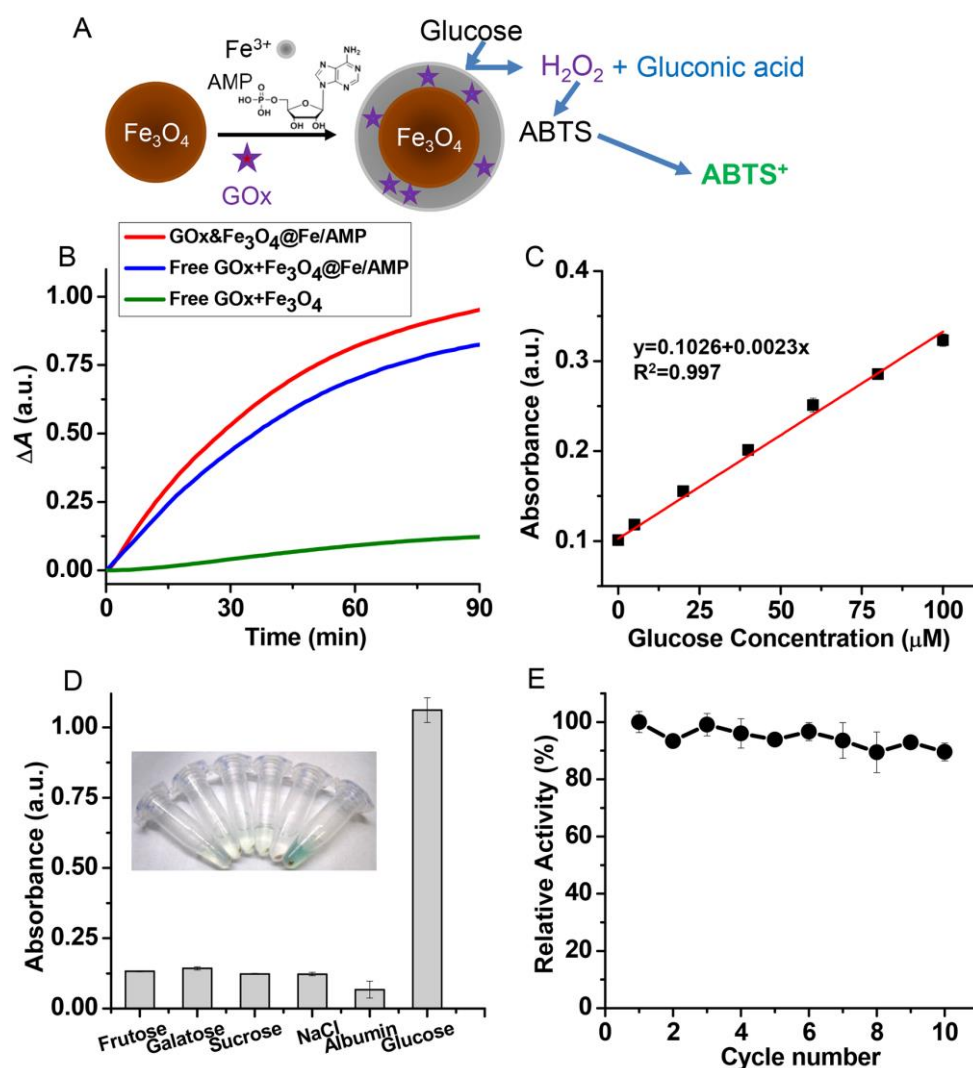 A
Fe³⁺
AMP
NH₂
N
N
N
N
O
HO-P-O
OH
O
OH OH
Fe₃O₄
GOx
Glucose
Fe₃O₄
H₂O₂ + Gluconic acid
ABTS
ABTS⁺
B
GOx&Fe₃O₄@Fe/AMP
Free GOx+Fe₃O₄@Fe/AMP
Free GOx+Fe₃O₄
1.00
0.75
0.50
0.25
0.00
ΔA (a.u.)
0 30 60 90
Time (min)
C
y=0.1026+0.0023x
R²=0.997
0.4
0.3
0.2
0.1
Absorbance (a.u.)
0 25 50 75 100
Glucose Concentration (μM)
D
1.00
0.75
0.50
0.25
0.00
Absorbance (a.u.)
Frutose Galatose Sucrose NaCl Albumin Glucose
E
100
80
60
40
20
0
Relative Activity (%)
0 2 4 6 8 10
Cycle number